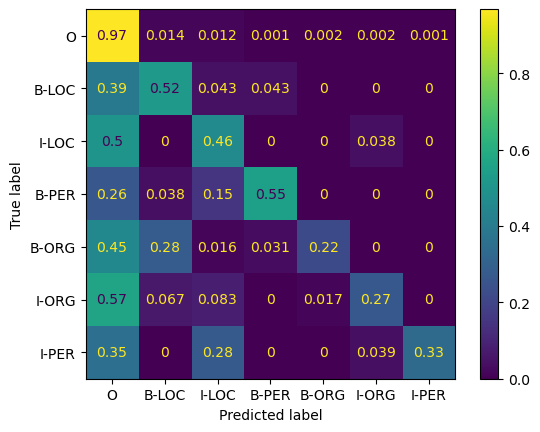 O 0.97 0.014 0.012 0.001 0.002 0.002 0.001
B-LOC 0.39 0.52 0.043 0.043 0 0 0
I-LOC 0.5 0 0.46 0 0 0.038 0
B-PER 0.26 0.038 0.15 0.55 0 0 0
B-ORG 0.45 0.28 0.016 0.031 0.22 0 0
I-ORG 0.57 0.067 0.083 0 0.017 0.27 0
I-PER 0.35 0 0.28 0 0 0.039 0.33
O B-LOC I-LOC B-PER B-ORG I-ORG I-PER
Predicted label
True label
0.8
0.6
0.4
0.2
0.0